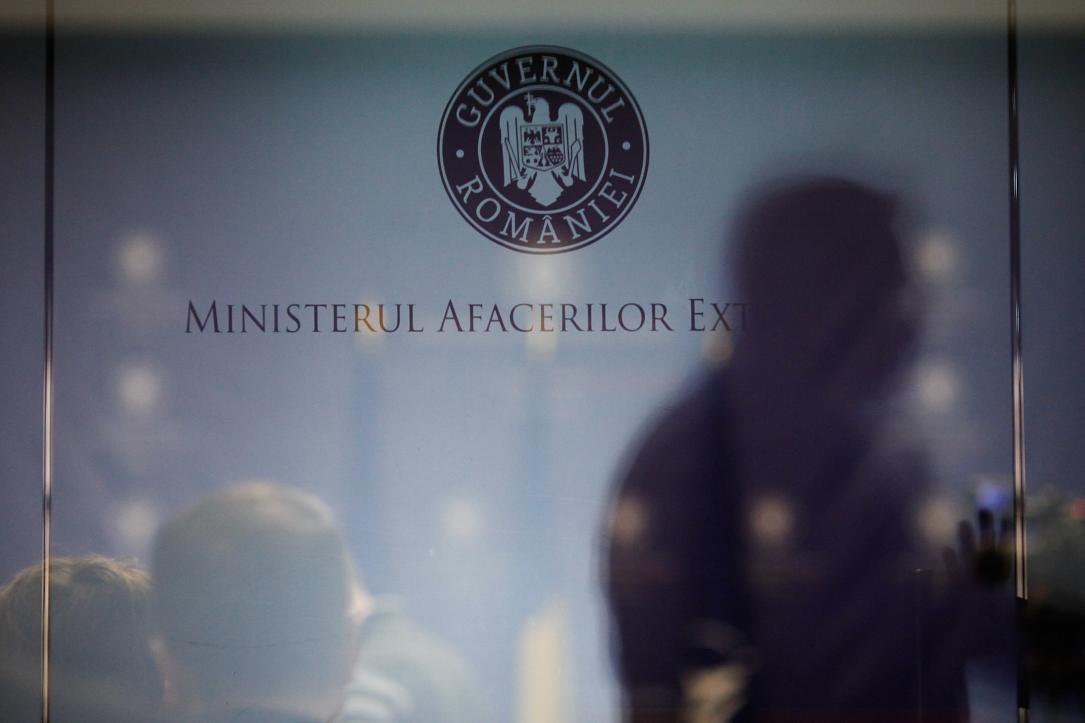 GUVERNUL
ROMÂNIEI
MINISTERUL AFACERILOR EXT